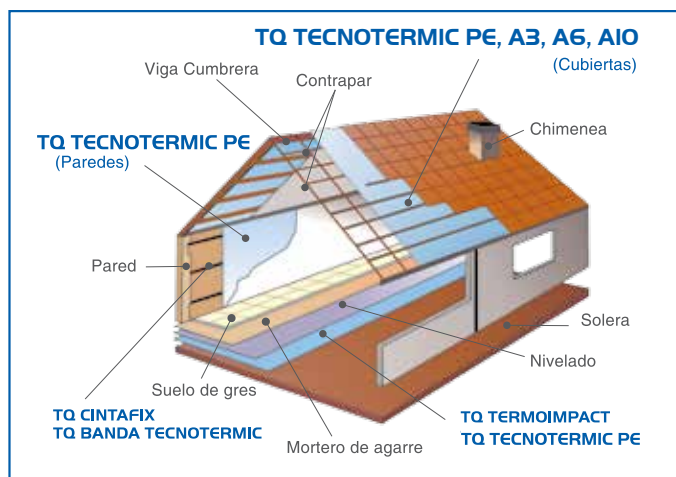 TQ TECNOTERMIC PE, A3, A6, A10
(Cubiertas)
Viga Cumbrera
Contrapar
TQ TECNOTERMIC PE
(Paredes)
Chimenea
Pared
Solera
Nivelado
Suelo de gres
TQ CINTAFIX
TQ BANDA TECNOTERMIC
Mortero de agarre
TQ TERMOIMPACT
TQ TECNOTERMIC PE